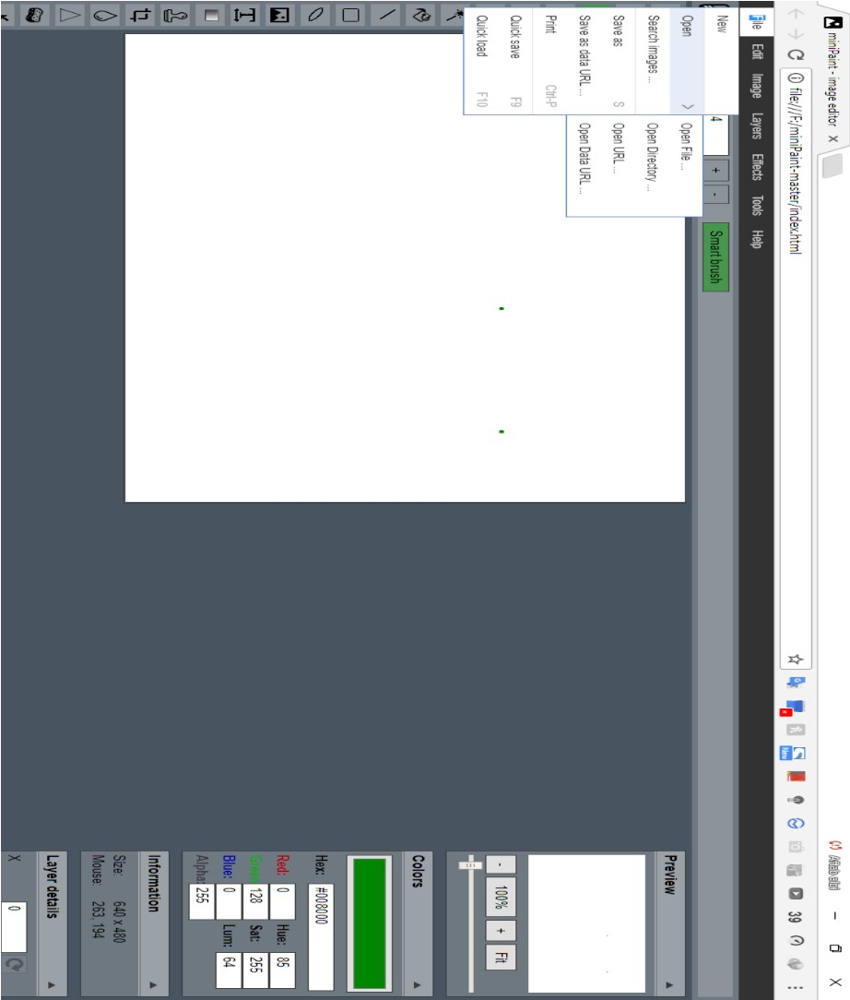 miniPaint - image editor
Aftab abi
file:///F:/miniPaint-master/index.html
New
39
File Edit Image Layers Effects Tools Help
New
Open
Search images ...
Save as S
Save as data URL ...
Print Ctrl-P
Quick save F9
Quick load F10
Open File ...
Open Directory ...
Open URL ...
Open Data URL ...
4 + - Smart brush
Preview
- 100% + Fit
Colors
Hex: #008000
Red: 0 Hue: 85
Green: 128 Sat: 255
Blue: 0 Lum: 64
Alpha: 255
Information
Size: 640 x 480
Mouse: 263, 194
Layer details
X 0